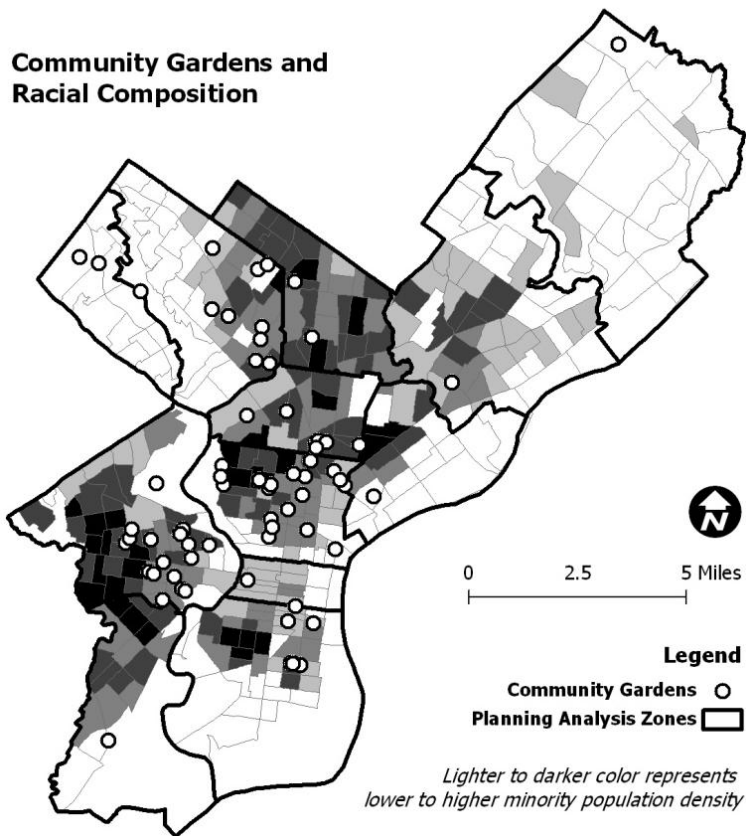 Community Gardens and
Racial Composition
N
0 2.5 5 Miles
Legend
Community Gardens
Planning Analysis Zones
Lighter to darker color represents
lower to higher minority population density